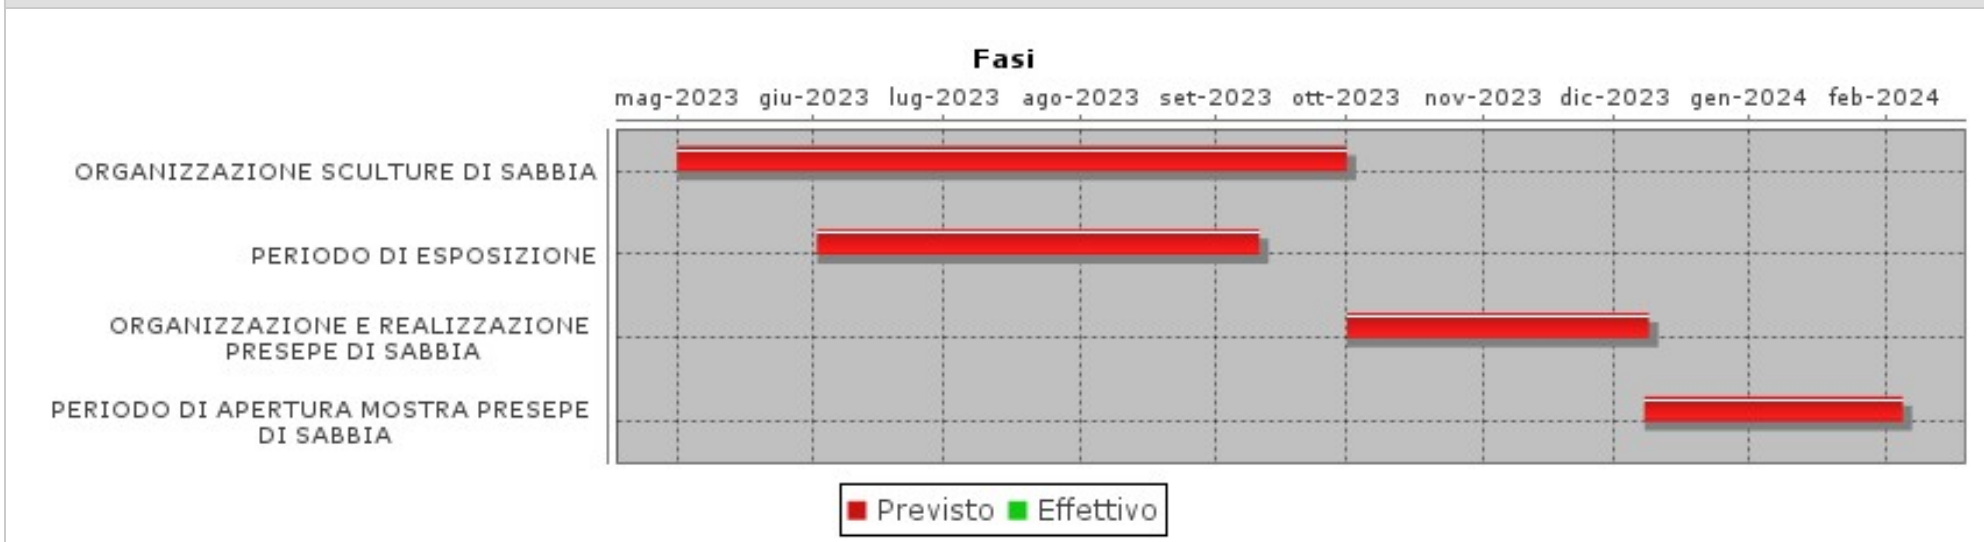 Fasi
mag-2023 giu-2023 lug-2023 ago-2023 set-2023 ott-2023 nov-2023 dic-2023 gen-2024 feb-2024
ORGANIZZAZIONE SCULTURE DI SABBIA
PERIODO DI ESPOSIZIONE
ORGANIZZAZIONE E REALIZZAZIONE
PRESEPE DI SABBIA
PERIODO DI APERTURA MOSTRA PRESEPE
DI SABBIA
Previsto Effettivo